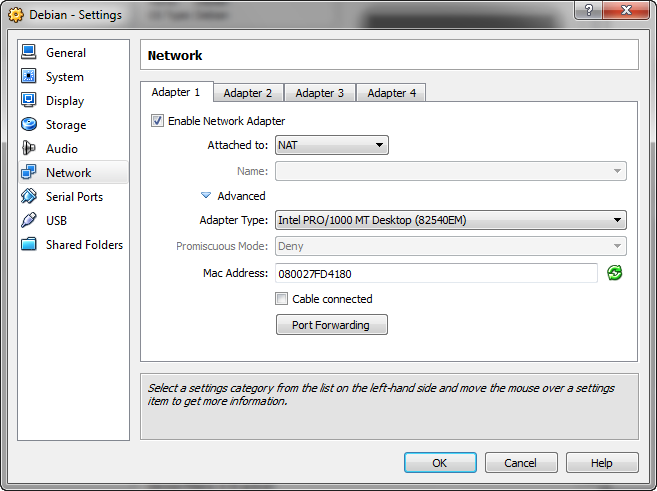 Debian - Settings
?
General
System
Display
Storage
Audio
Network
Serial Ports
USB
Shared Folders
Network
Adapter 1 Adapter 2 Adapter 3 Adapter 4
Enable Network Adapter
Attached to: NAT
Name:
Advanced
Adapter Type: Intel PRO/1000 MT Desktop (82540EM)
Promiscuous Mode: Deny
Mac Address: 080027FD4180
Cable connected
Port Forwarding
Select a settings category from the list on the left-hand side and move the mouse over a settings
item to get more information.
OK Cancel Help